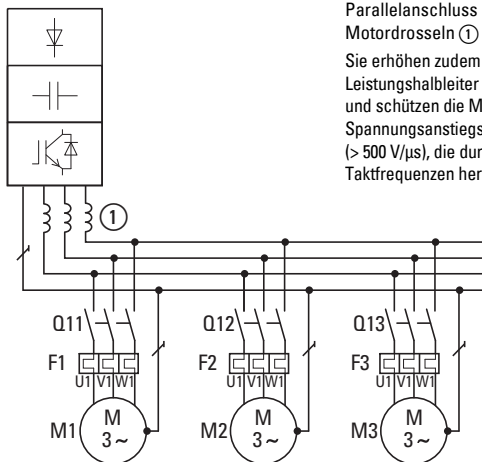 Parallelanschluss
Motordrosseln ①
Sie erhöhen zudem
Leistungshalbleiter
und schützen die M
Spannungsanstiegs
(> 500 V/µs), die dur
Taktfrequenzen her
①
Q11 Q12 Q13
F1 F2 F3
U1 V1 W1 U1 V1 W1 U1 V1 W1
M1 M 3~ M2 M 3~ M3 M 3~